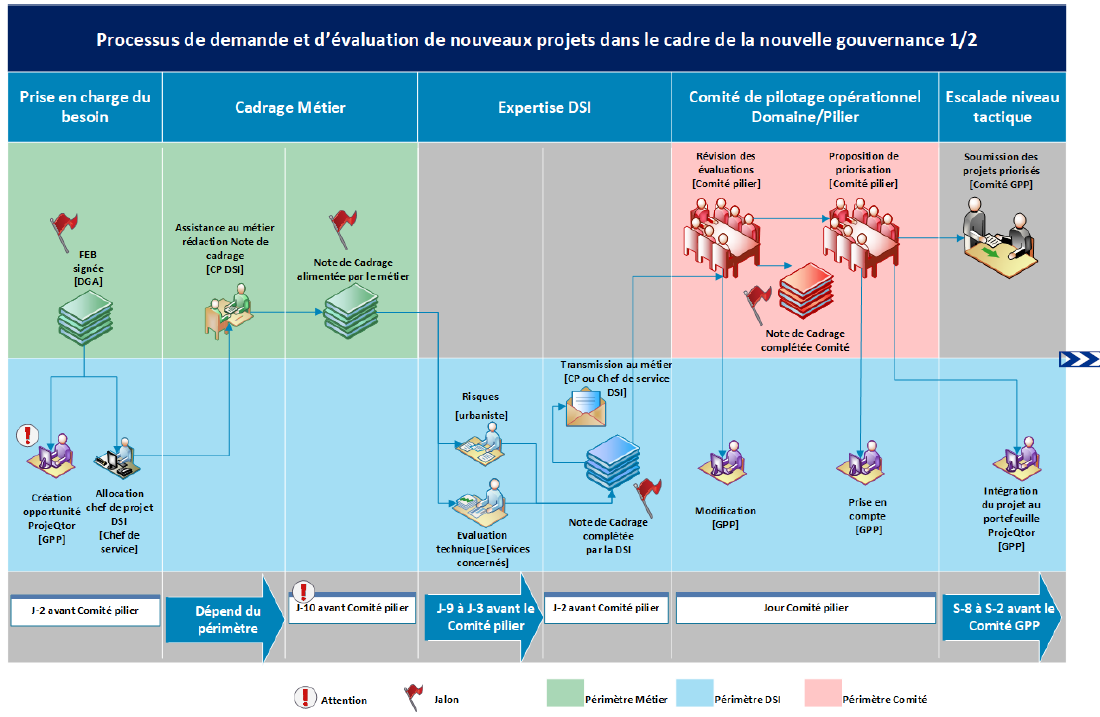 Processus de demande et d'évaluation de nouveaux projets dans le cadre de la nouvelle gouvernance 1/2
Prise en charge du
besoin
Cadrage Métier
Expertise DSI
Comité de pilotage opérationnel
Domaine/Pilier
Escalade niveau
tactique
FEB
signée
[DGA]
Assistance au métier
rédaction Note de
cadrage
[CP DSI]
Note de Cadrage
alimentée par le métier
Révision des
évaluations
[Comité pilier]
Proposition de
priorisation
[Comité pilier]
Note de Cadrage
complétée Comité
Soumission des
projets priorisés
[Comité GPP]
Création
opportunité
ProjeQtor
[GPP]
Allocation
chef de projet
DSI
[Chef de
service]
Risques
[urbaniste]
Evaluation
technique [Services
concernés]
Transmission au métier
[CP ou Chef de service
DSI]
Note de Cadrage
complétée
par la DSI
Modification
[GPP]
Prise en
compte
[GPP]
Intégration
du projet au
portefeuille
ProjeQtor
[GPP]
J-2 avant Comité pilier
Dépend du
périmètre
J-10 avant Comité pilier
J-9 à J-3 avant le
Comité pilier
J-2 avant Comité pilier
Jour Comité pilier
S-8 à S-2 avant le
Comité GPP
Attention
Jalon
Périmètre Métier
Périmètre DSI
Périmètre Comité